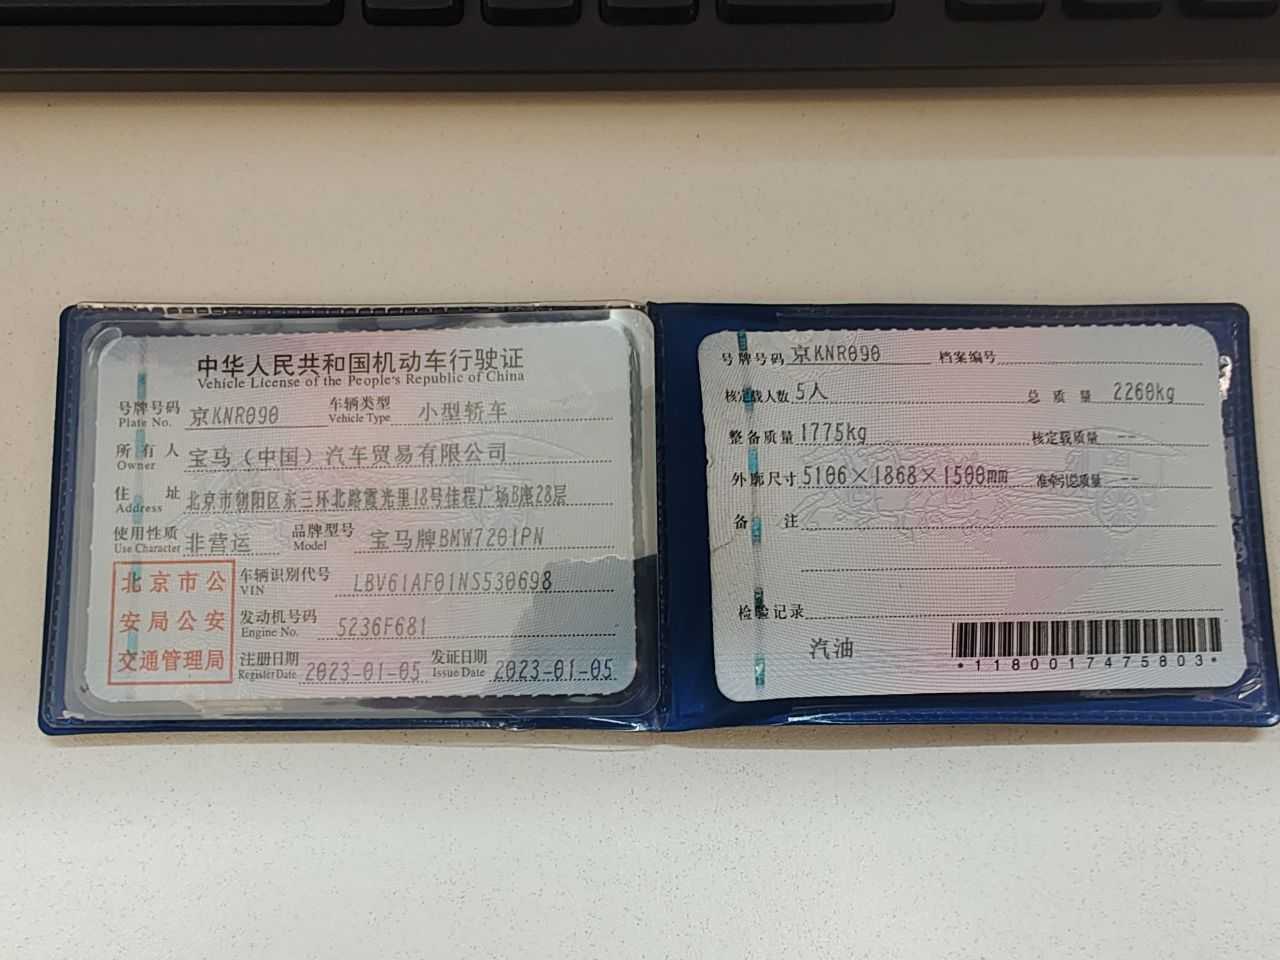 中华人民共和国机动车行驶证
Vehicle License of the People's Republic of China
号牌号码 京KNR090 车辆类型 小型轿车
Plate No. Vehicle Type
所有人 宝马（中国）汽车贸易有限公司
Owner
住址 北京市朝阳区东三环北路霞光里18号佳程广场B座28层
Address
使用性质 非营运 品牌型号 宝马牌BMW7201PN
Use Character Model
车辆识别代号 LBV61AF01NS530698
VIN
发动机号码 5236F681
Engine No.
注册日期 2023-01-05 发证日期 2023-01-05
Register Date Issue Date
北京市公
安局公安
交通管理局
号牌号码 京KNR090 档案编号
核定载人数 5人 总质量 2260kg
整备质量 1775kg 核定载质量 --
外廓尺寸 5106×1868×1500mm 准牵引总质量 --
备注
检验记录
汽油
*1180017475803*